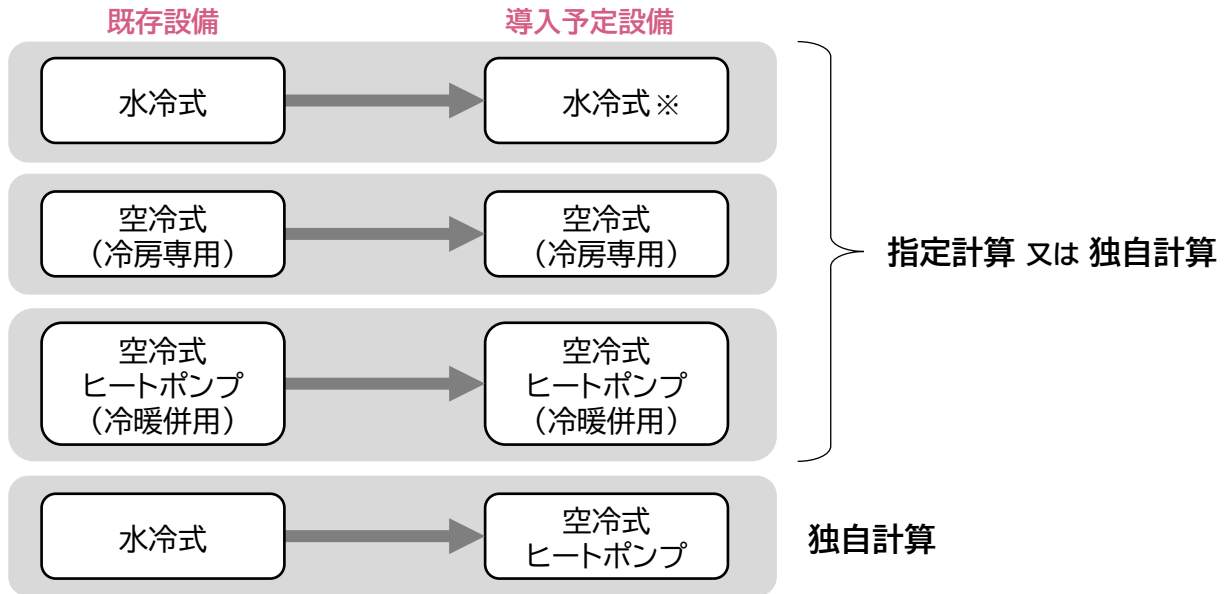 既存設備
導入予定設備
水冷式
水冷式※
空冷式
（冷房専用）
空冷式
（冷房専用）
空冷式
ヒートポンプ
（冷暖併用）
空冷式
ヒートポンプ
（冷暖併用）
指定計算 又は 独自計算
水冷式
空冷式
ヒートポンプ
独自計算